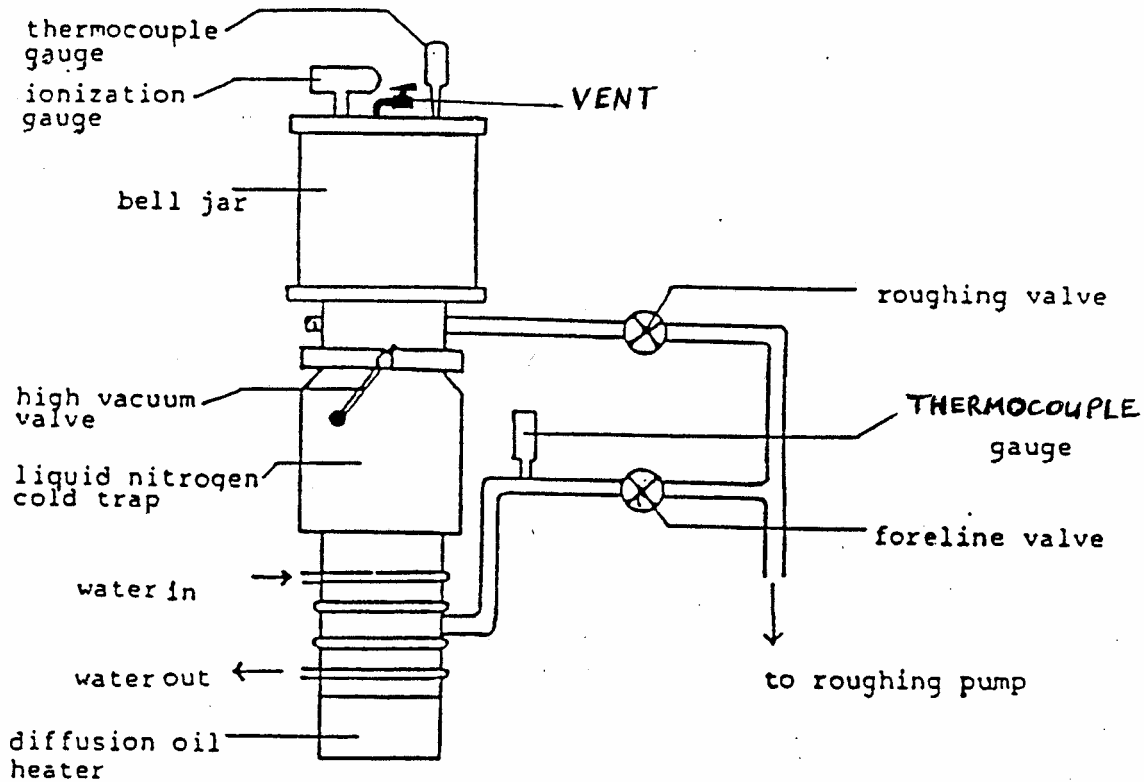 thermocouple
gauge
ionization
gauge
VENT
bell jar
roughing valve
high vacuum
valve
THERMOCOUPLE
gauge
liquid nitrogen
cold trap
foreline valve
water in
water out
to roughing pump
diffusion oil
heater